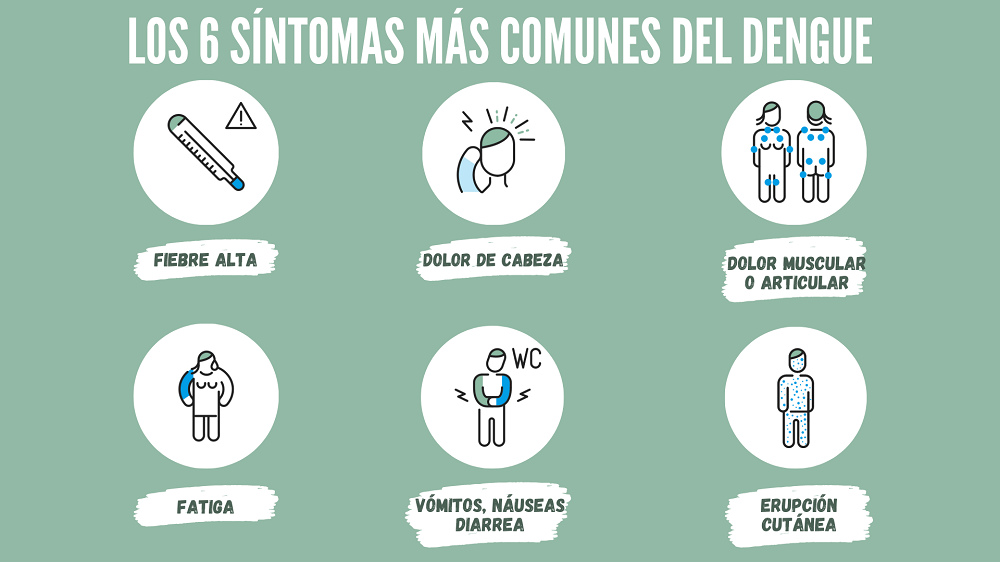 LOS 6 SÍNTOMAS MÁS COMUNES DEL DENGUE
FIEBRE ALTA
DOLOR DE CABEZA
DOLOR MUSCULAR
O ARTICULAR
WC
FATIGA
VÓMITOS, NÁUSEAS
DIARREA
ERUPCIÓN
CUTÁNEA